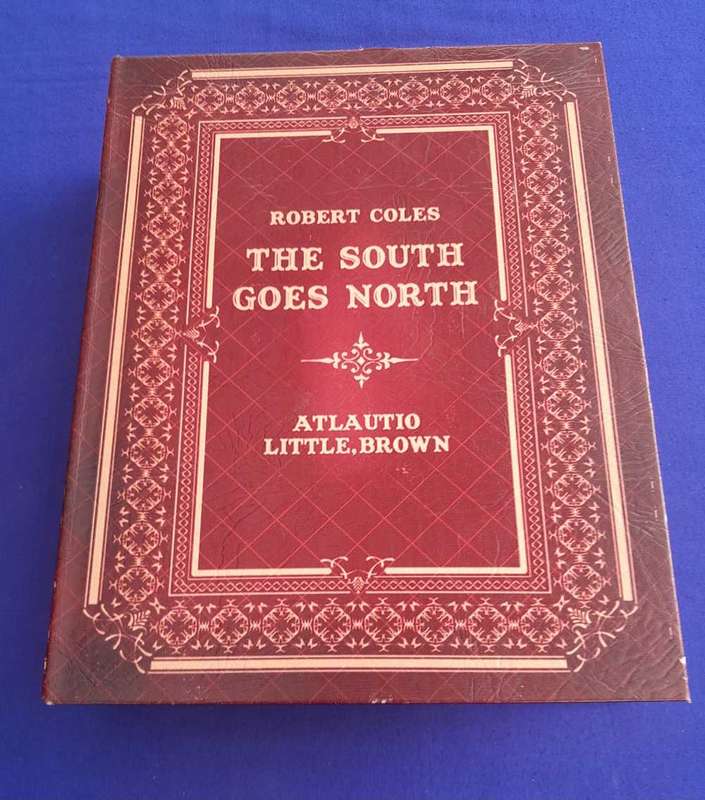 ROBERT COLES
THE SOUTH
GOES NORTH
ATLAUTIO
LITTLE, BROWN